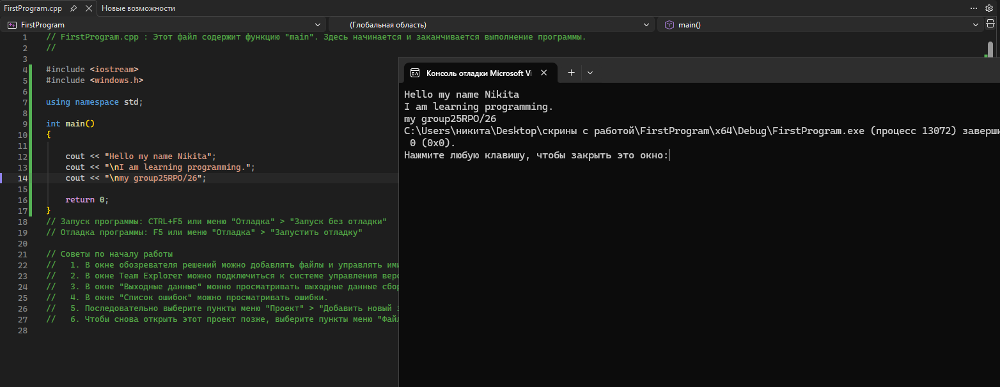 FirstProgram.cpp
Новые возможности
FirstProgram
(Глобальная область)
main()
1 // FirstProgram.cpp : Этот файл содержит функцию "main". Здесь начинается и заканчивается выполнение программы.
2 //
3
4 #include <iostream>
5 #include <windows.h>
6
7 using namespace std;
8
9 int main()
10 {
11
12 cout << "Hello my name Nikita";
13 cout << "\nI am learning programming.";
14 cout << "\nmy group25RPO/26";
15
16 return 0;
17 }
18 // Запуск программы: CTRL+F5 или меню "Отладка" > "Запуск без отладки"
19 // Отладка программы: F5 или меню "Отладка" > "Запустить отладку"
20
21 // Советы по началу работы
22 // 1. В окне обозревателя решений можно добавлять файлы и управлять ими
23 // 2. В окне Team Explorer можно подключиться к системе управления верс
24 // 3. В окне "Выходные данные" можно просматривать выходные данные сбор
25 // 4. В окне "Список ошибок" можно просматривать ошибки.
26 // 5. Последовательно выберите пункты меню "Проект" > "Добавить новый
27 // 6. Чтобы снова открыть этот проект позже, выберите пункты меню "Файл
28
Консоль отладки Microsoft Vi
Hello my name Nikita
I am learning programming.
my group25RPO/26
C:\Users\никита\Desktop\скрины с работой\FirstProgram\x64\Debug\FirstProgram.exe (процесс 13072) заверши
0 (0x0).
Нажмите любую клавишу, чтобы закрыть это окно: